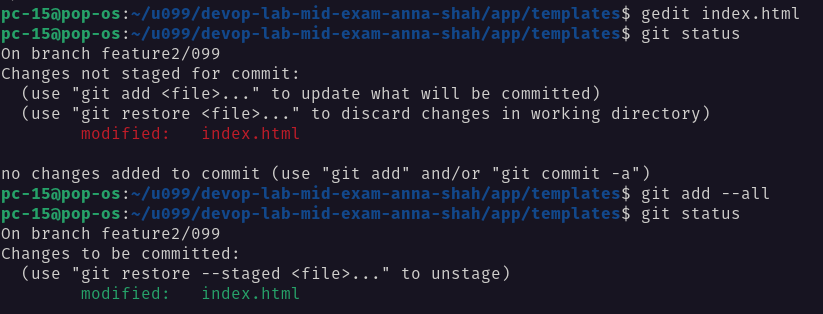 pc-15@pop-os:~/u099/devop-lab-mid-exam-anna-shah/app/templates$ gedit index.html
pc-15@pop-os:~/u099/devop-lab-mid-exam-anna-shah/app/templates$ git status
On branch feature2/099
Changes not staged for commit:
  (use "git add <file>..." to update what will be committed)
  (use "git restore <file>..." to discard changes in working directory)
        modified:   index.html

no changes added to commit (use "git add" and/or "git commit -a")
pc-15@pop-os:~/u099/devop-lab-mid-exam-anna-shah/app/templates$ git add --all
pc-15@pop-os:~/u099/devop-lab-mid-exam-anna-shah/app/templates$ git status
On branch feature2/099
Changes to be committed:
  (use "git restore --staged <file>..." to unstage)
        modified:   index.html